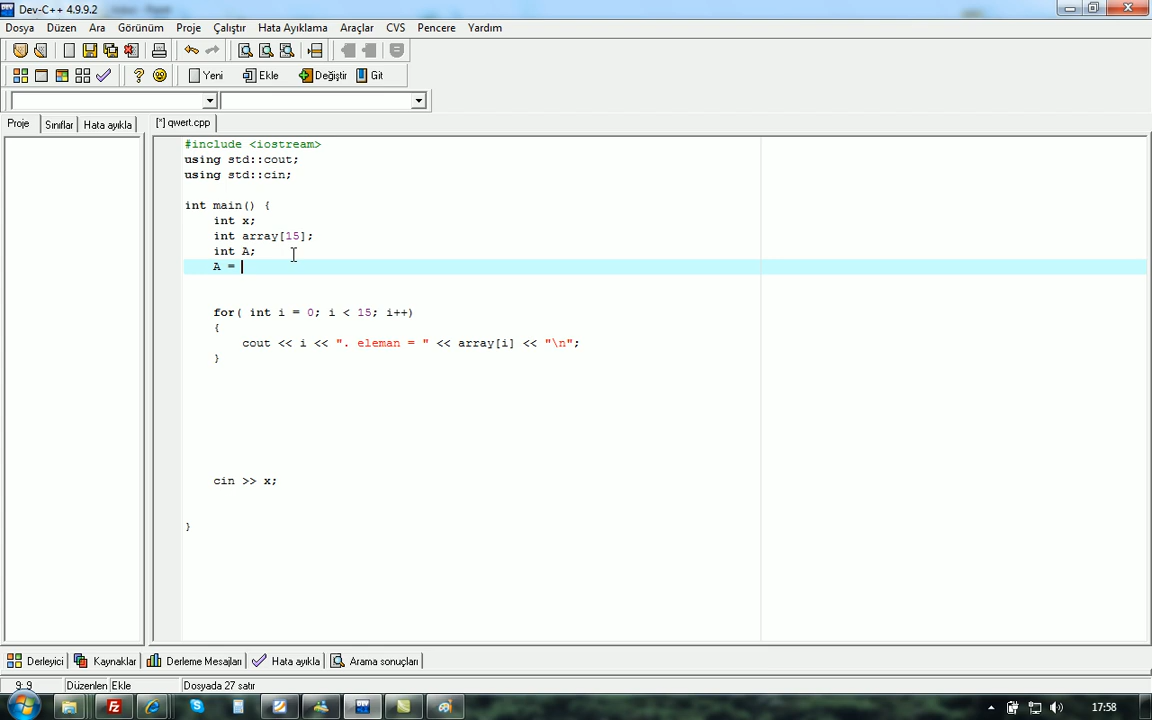 Dev-C++ 4.9.9.2
Dosya Düzen Ara Görünüm Proje Çalıştır Hata Ayıklama Araçlar CVS Pencere Yardım
Yeni Ekle Değiştir Git
Proje Sınıflar Hata ayıkla [*] qwert.cpp
#include <iostream>
using std::cout;
using std::cin;
int main() {
int x;
int array[15];
int A;
A =
for( int i = 0; i < 15; i++)
{
cout << i << ". eleman = " << array[i] << "\n";
}
cin >> x;
}
Derleyici Kaynaklar Derleme Mesajları Hata ayıkla Arama sonuçları
9: 9 Düzenlen Ekle Dosyada 27 satır
17:58